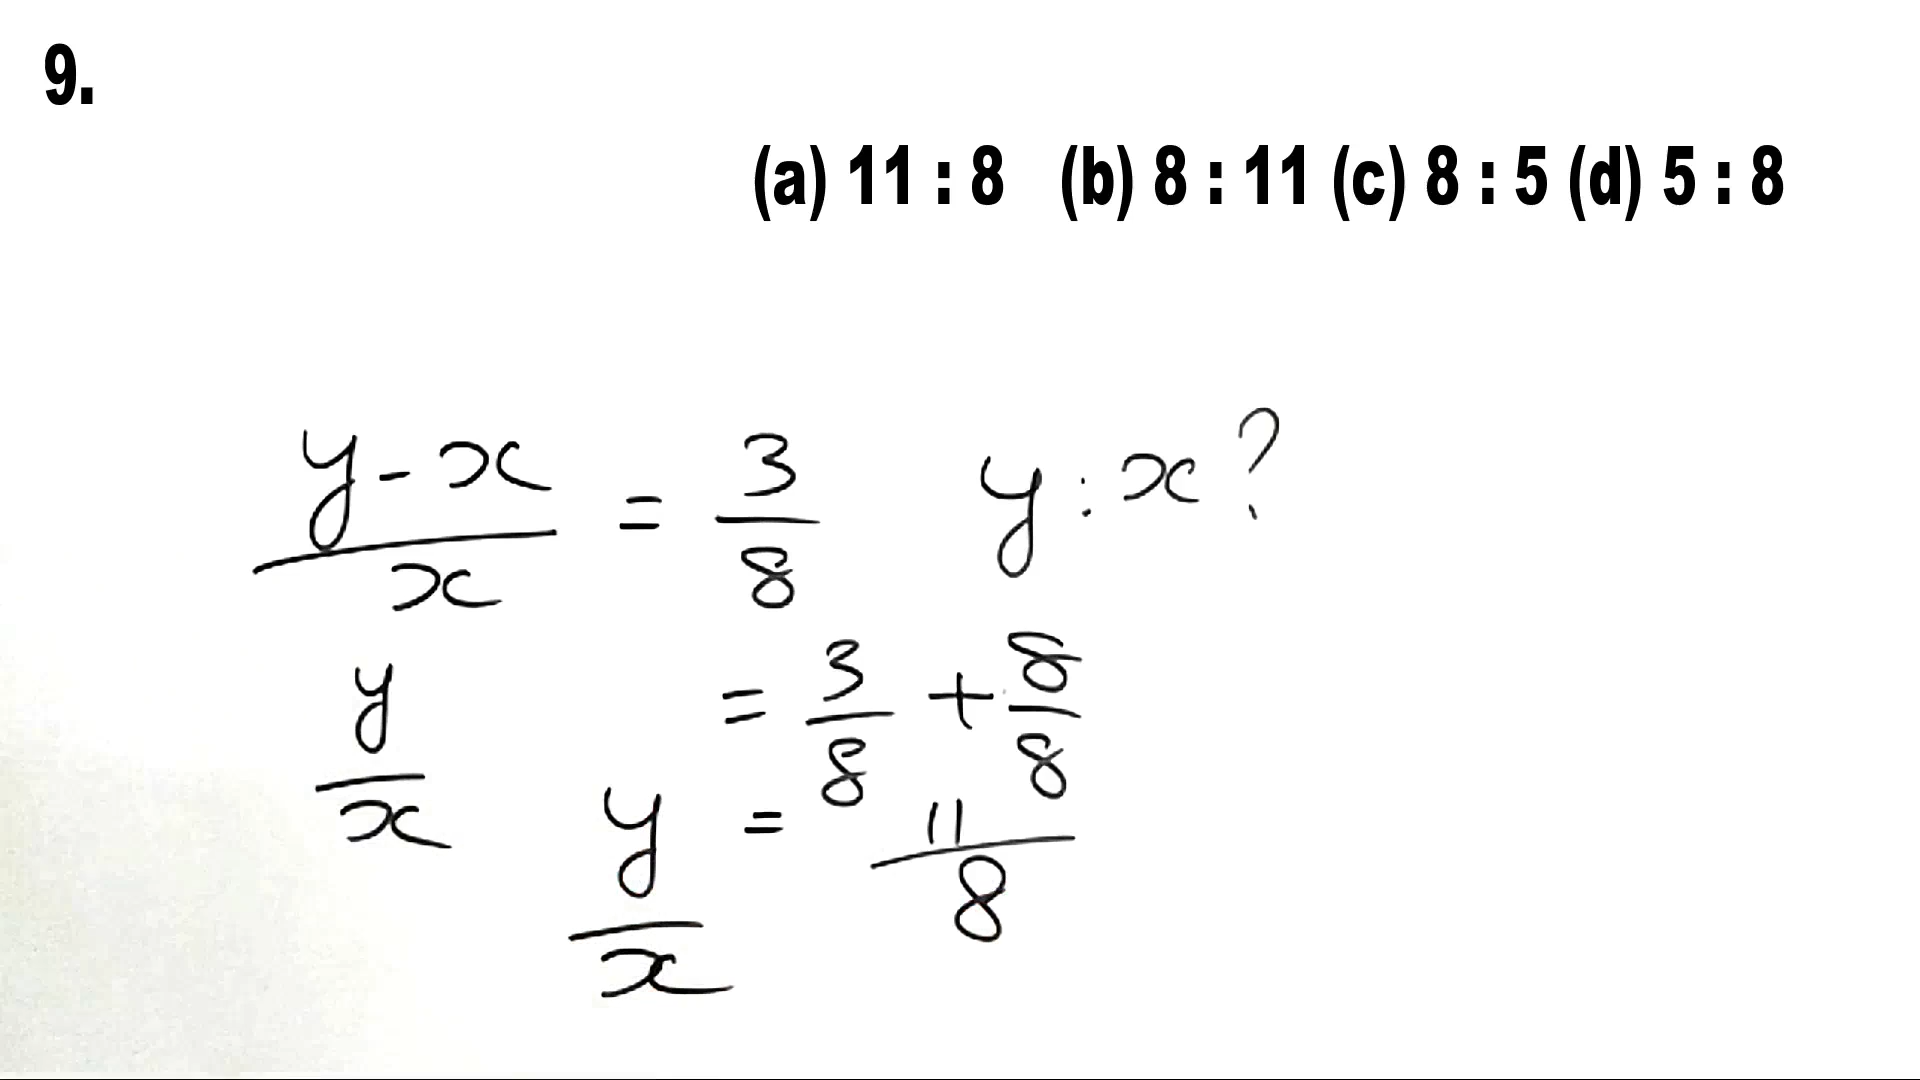 9.
(a) 11 : 8 (b) 8 : 11 (c) 8 : 5 (d) 5 : 8
y - x / x = 3 / 8 y : x ?
y / x = 3 / 8 + 8 / 8
y / x = 11 / 8